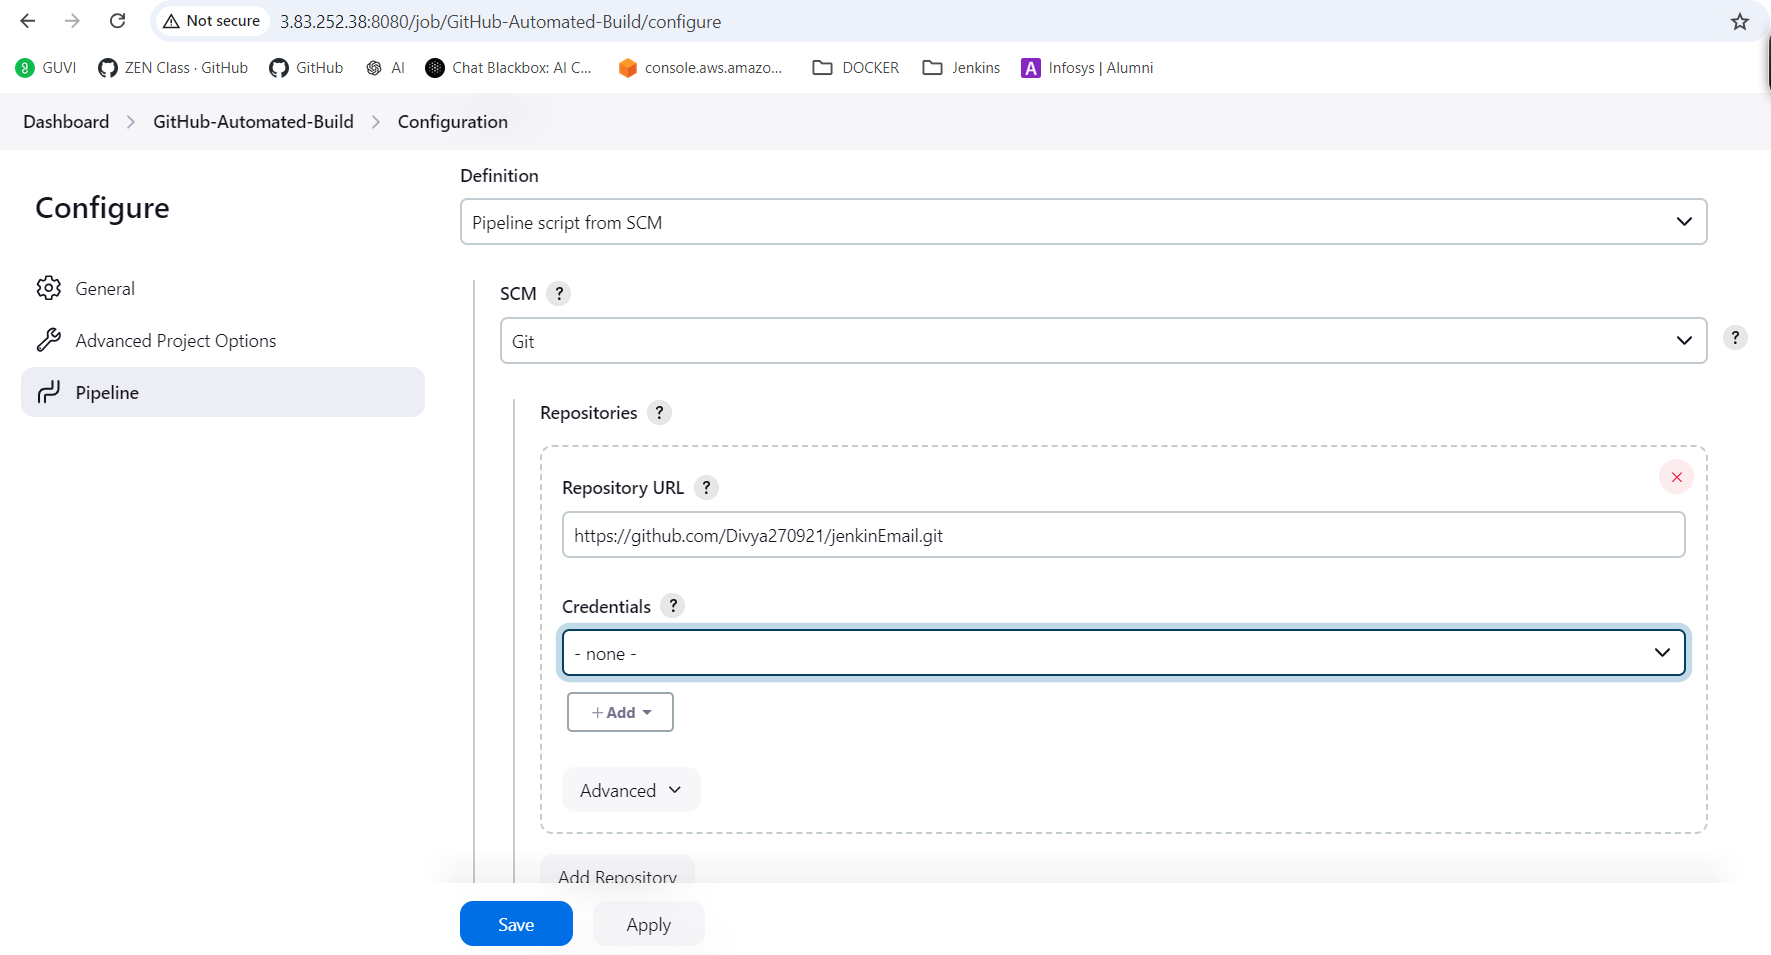 Not secure 3.83.252.38:8080/job/GitHub-Automated-Build/configure
GUVI ZEN Class · GitHub GitHub AI Chat Blackbox: AI C... console.aws.amazo... DOCKER Jenkins A Infosys | Alumni
Dashboard GitHub-Automated-Build Configuration
Configure
General
Advanced Project Options
Pipeline
Definition
Pipeline script from SCM
SCM ?
Git
?
Repositories ?
Repository URL ?
https://github.com/Divya270921/jenkinEmail.git
Credentials ?
- none -
+ Add
Advanced
Add Repository
Save Apply